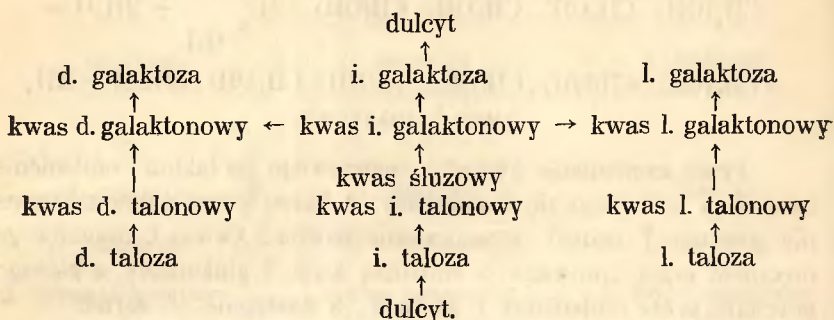 dulcyt
↑
d. galaktoza i. galaktoza l. galaktoza
↑ ↑ ↑
kwas d. galaktonowy ← kwas i. galaktonowy → kwas l. galaktonowy
↑ ↑ ↑
| kwas śluzowy |
kwas d. talonowy kwas i. talonowy kwas l. talonowy
↑ ↑ ↑
d. taloza i. taloza l. taloza
↑
dulcyt.